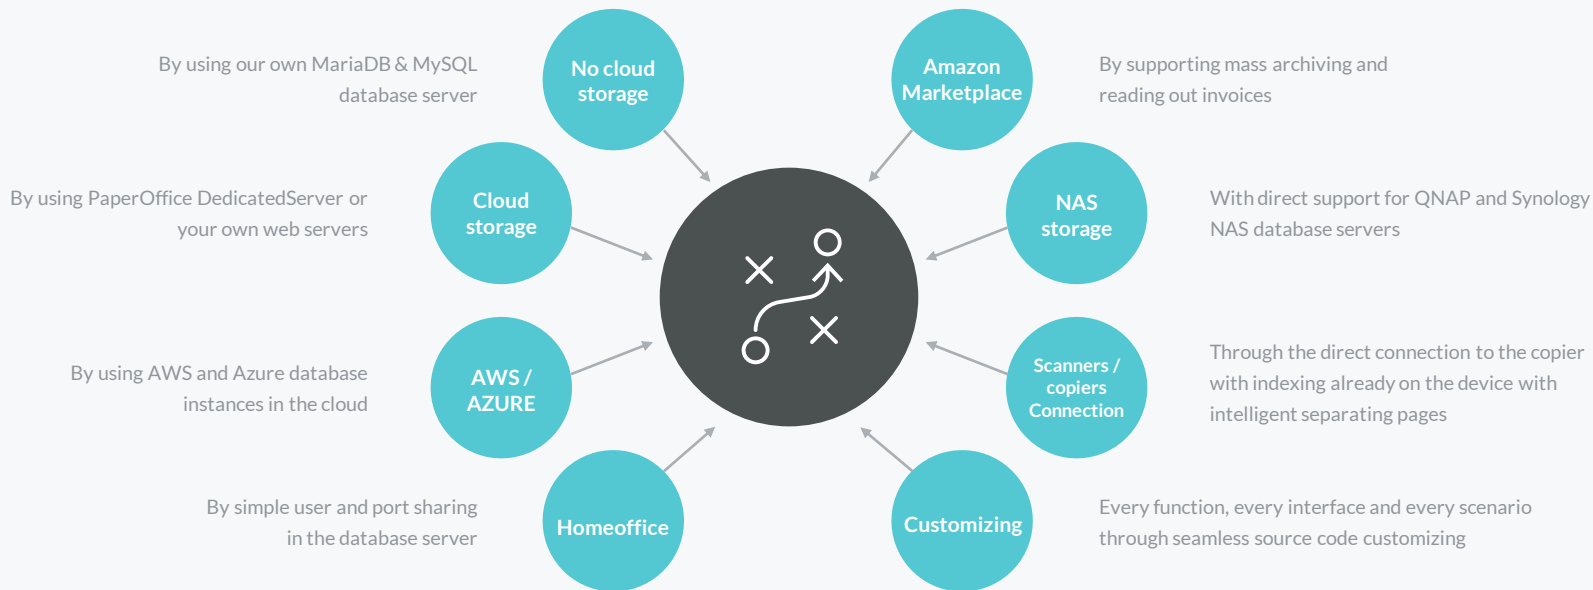 By using our own MariaDB & MySQL
database server
No cloud
storage
Amazon
Marketplace
By supporting mass archiving and
reading out invoices
By using PaperOffice DedicatedServer or
your own web servers
Cloud
storage
NAS
storage
With direct support for QNAP and Synology
NAS database servers
By using AWS and Azure database
instances in the cloud
AWS /
AZURE
Scanners /
copiers
Connection
Through the direct connection to the copier
with indexing already on the device with
intelligent separating pages
By simple user and port sharing
in the database server
Homeoffice
Customizing
Every function, every interface and every scenario
through seamless source code customizing